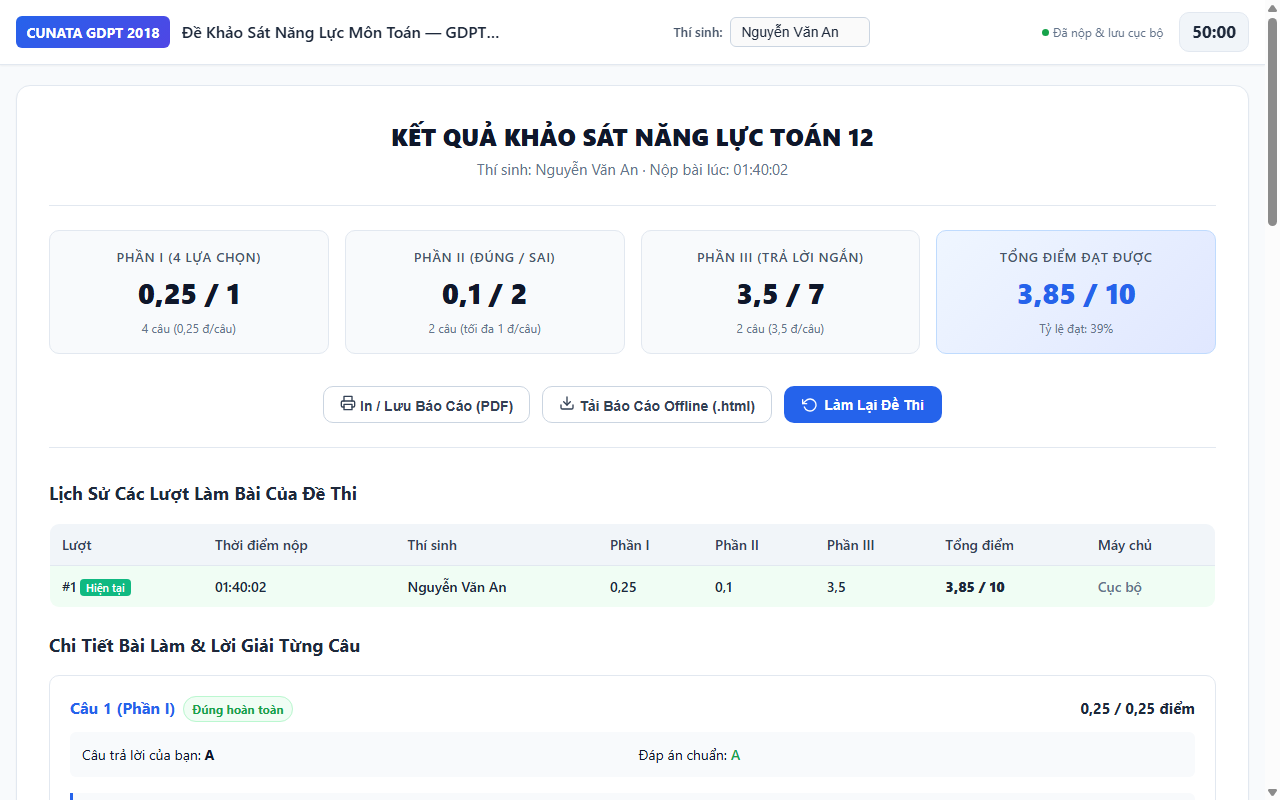 CUNATA GDPT 2018 Đề Khảo Sát Năng Lực Môn Toán — GDPT... Thí sinh: Nguyễn Văn An Đã nộp & lưu cục bộ 50:00
KẾT QUẢ KHẢO SÁT NĂNG LỰC TOÁN 12
Thí sinh: Nguyễn Văn An · Nộp bài lúc: 01:40:02
PHẦN I (4 LỰA CHỌN)
0,25 / 1
4 câu (0,25 đ/câu)
PHẦN II (ĐÚNG / SAI)
0,1 / 2
2 câu (tối đa 1 đ/câu)
PHẦN III (TRẢ LỜI NGẮN)
3,5 / 7
2 câu (3,5 đ/câu)
TỔNG ĐIỂM ĐẠT ĐƯỢC
3,85 / 10
Tỷ lệ đạt: 39%
In / Lưu Báo Cáo (PDF) Tải Báo Cáo Offline (.html) Làm Lại Đề Thi
Lịch Sử Các Lượt Làm Bài Của Đề Thi
Lượt Thời điểm nộp Thí sinh Phần I Phần II Phần III Tổng điểm Máy chủ
#1 Hiện tại 01:40:02 Nguyễn Văn An 0,25 0,1 3,5 3,85 / 10 Cục bộ
Chi Tiết Bài Làm & Lời Giải Từng Câu
Câu 1 (Phần I) Đúng hoàn toàn 0,25 / 0,25 điểm
Câu trả lời của bạn: A Đáp án chuẩn: A